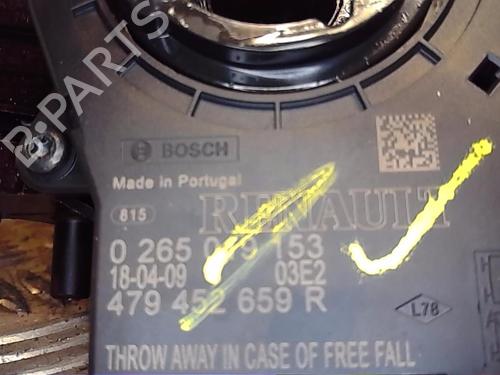 B-PARTS
BOSCH
Made in Portugal
815
RENAULT
0 265 019 153
18-04-09 03E2
479 452 659 R
L78
THROW AWAY IN CASE OF FREE FALL